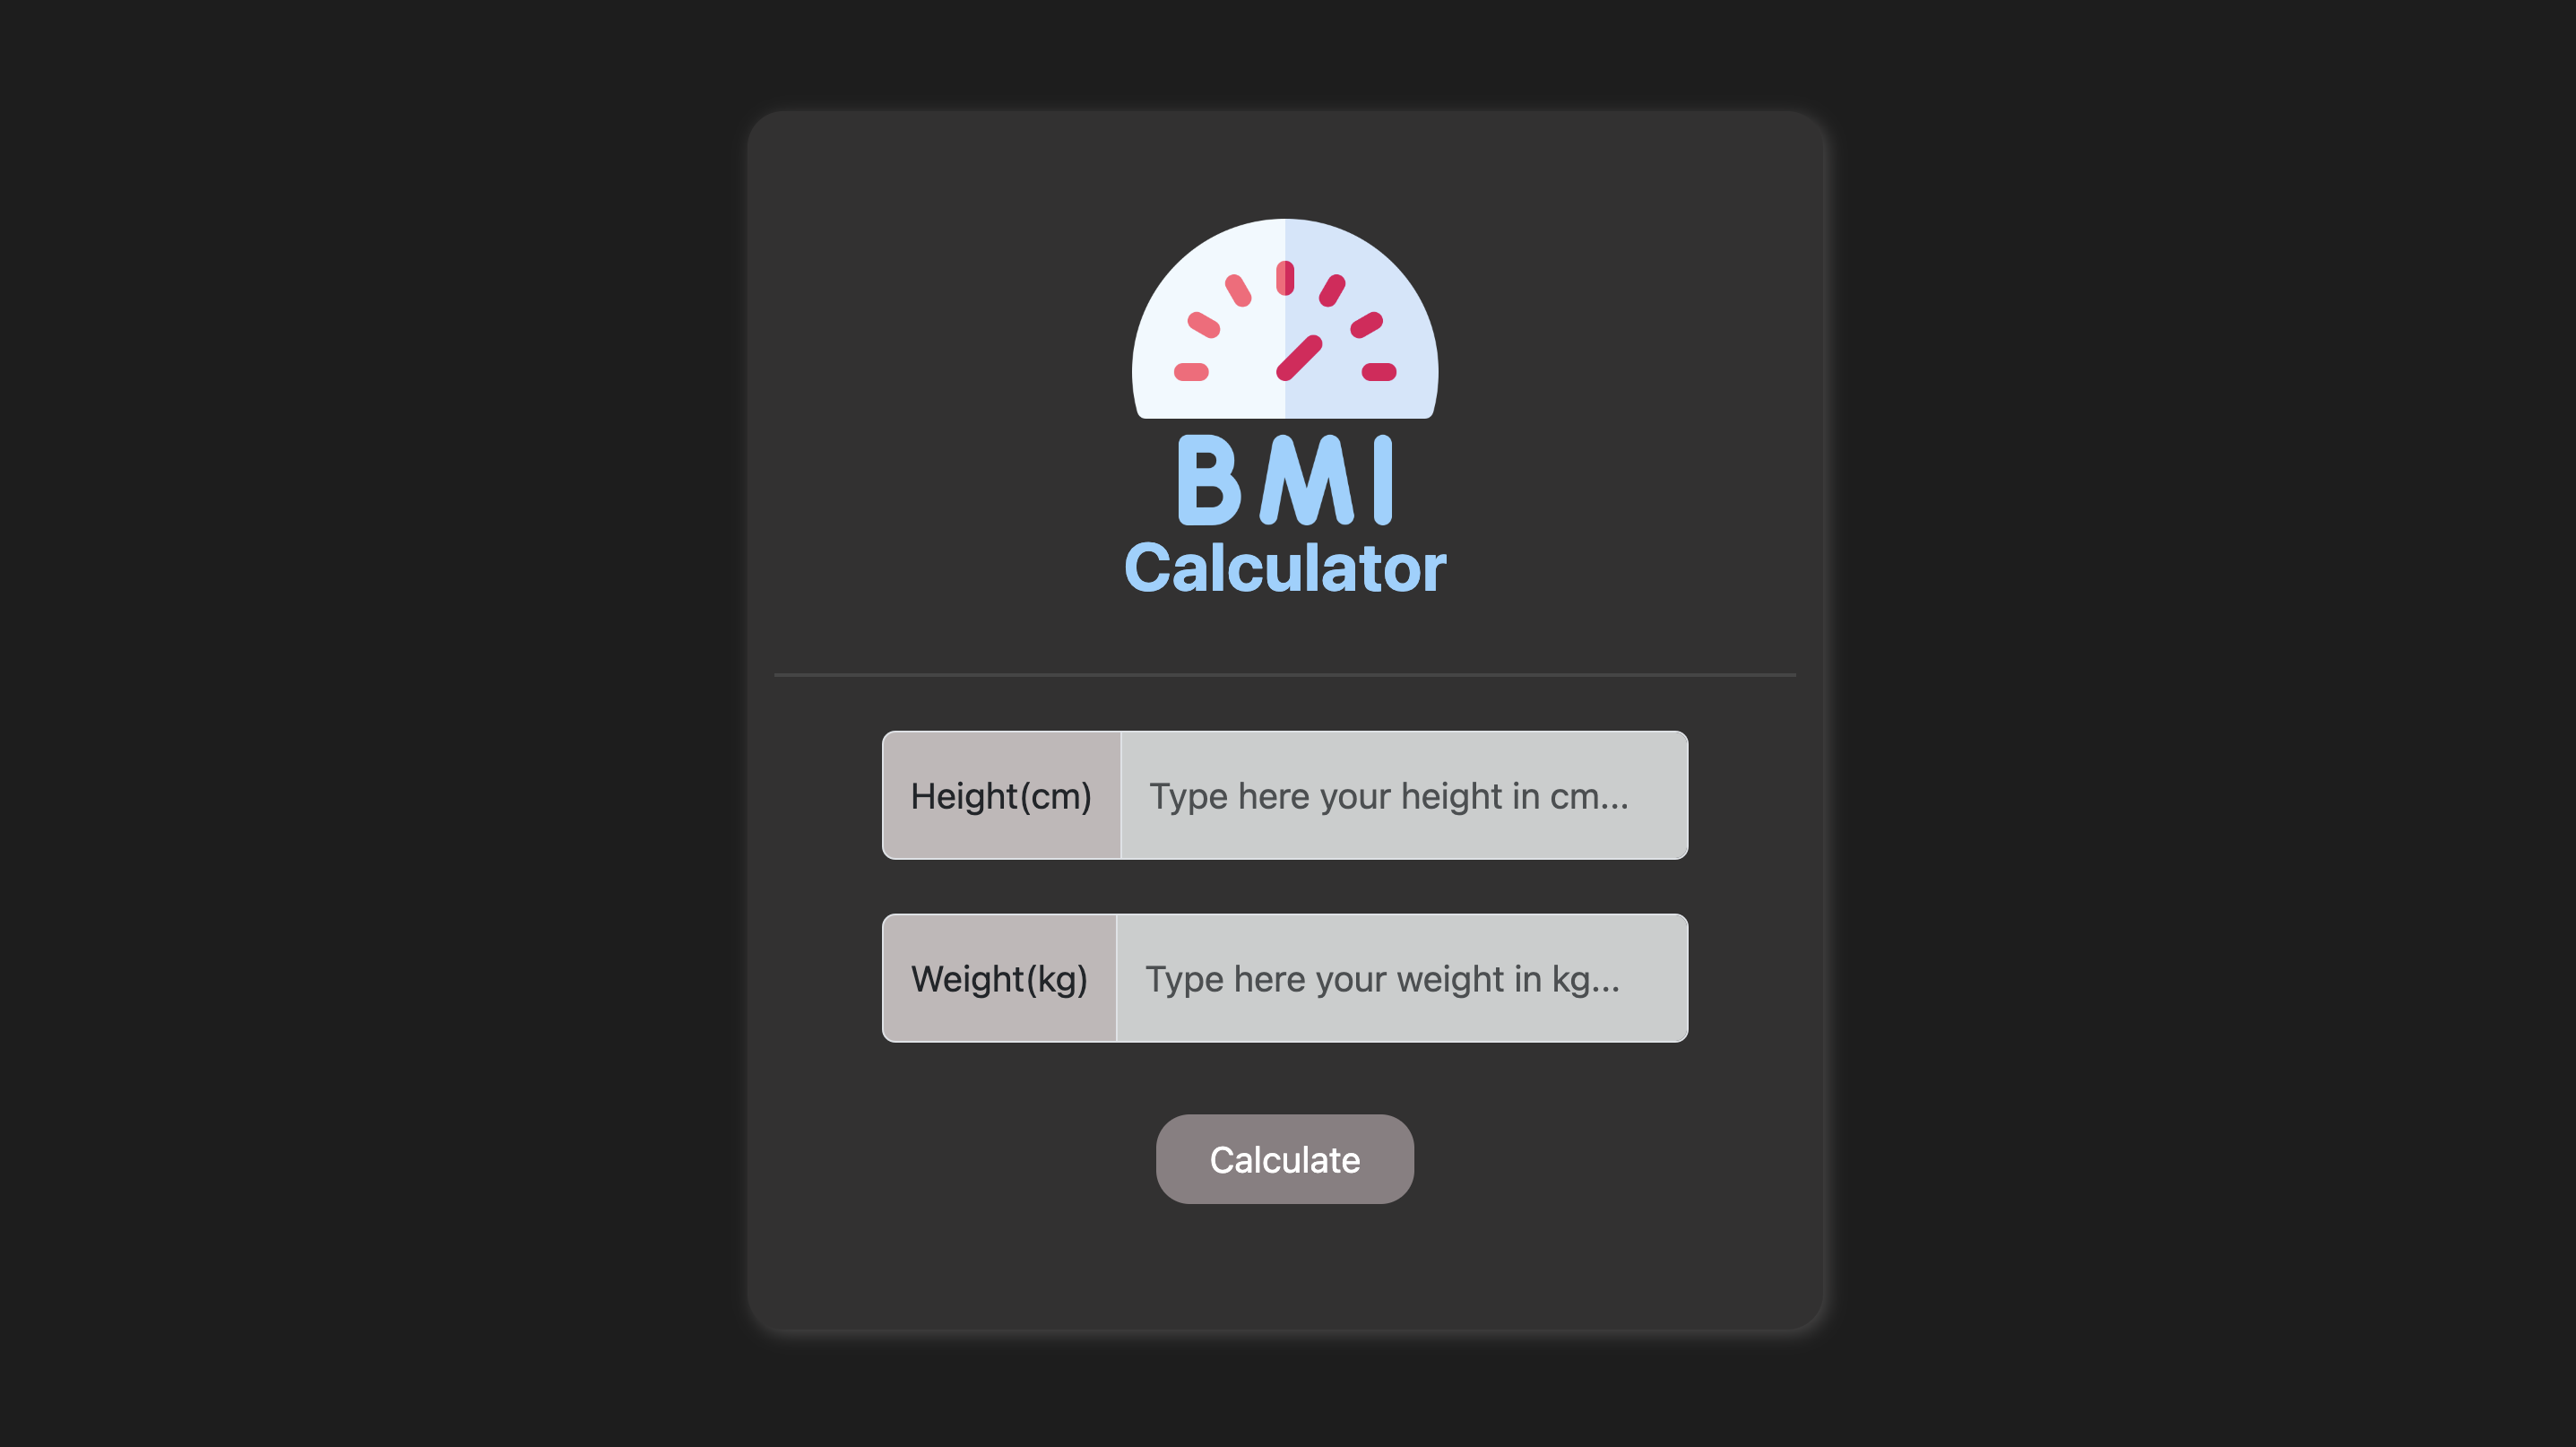 BMI
Calculator
Height(cm) Type here your height in cm...
Weight(kg) Type here your weight in kg...
Calculate